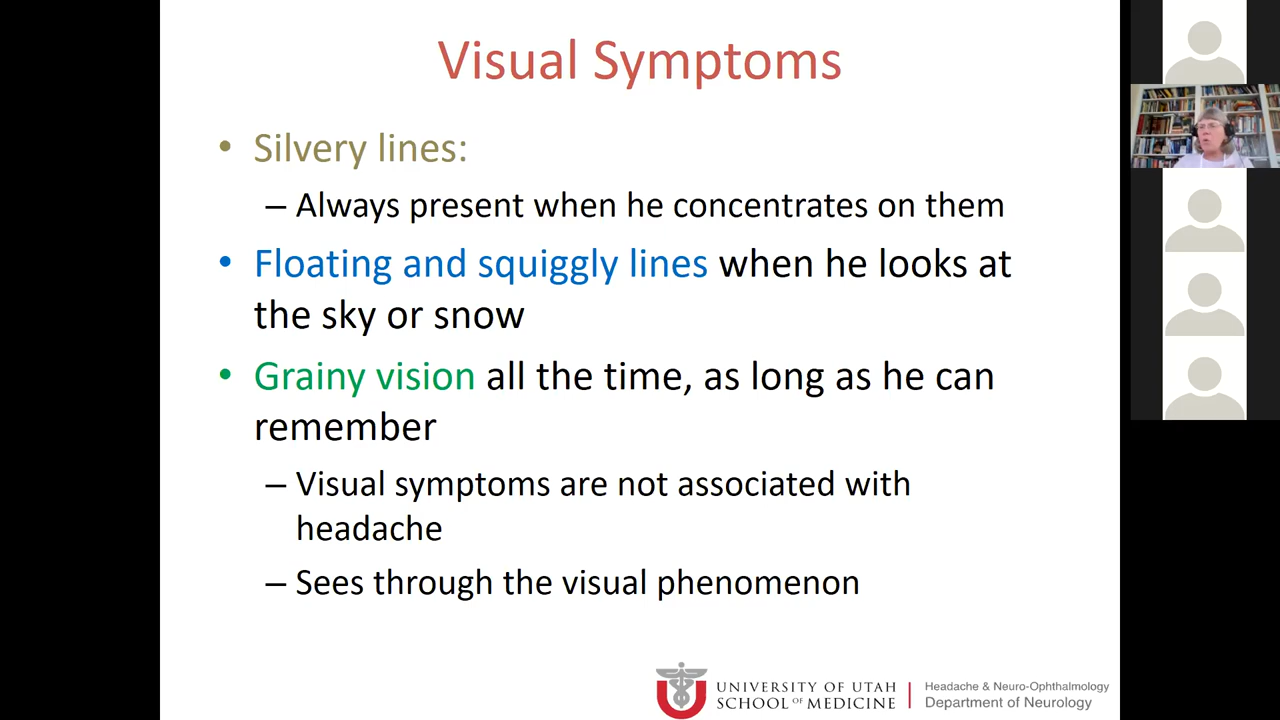 Visual Symptoms
• Silvery lines:
– Always present when he concentrates on them
• Floating and squiggly lines when he looks at
the sky or snow
• Grainy vision all the time, as long as he can
remember
– Visual symptoms are not associated with
headache
– Sees through the visual phenomenon
UNIVERSITY OF UTAH
SCHOOL OF MEDICINE
Headache & Neuro-Ophthalmology
Department of Neurology